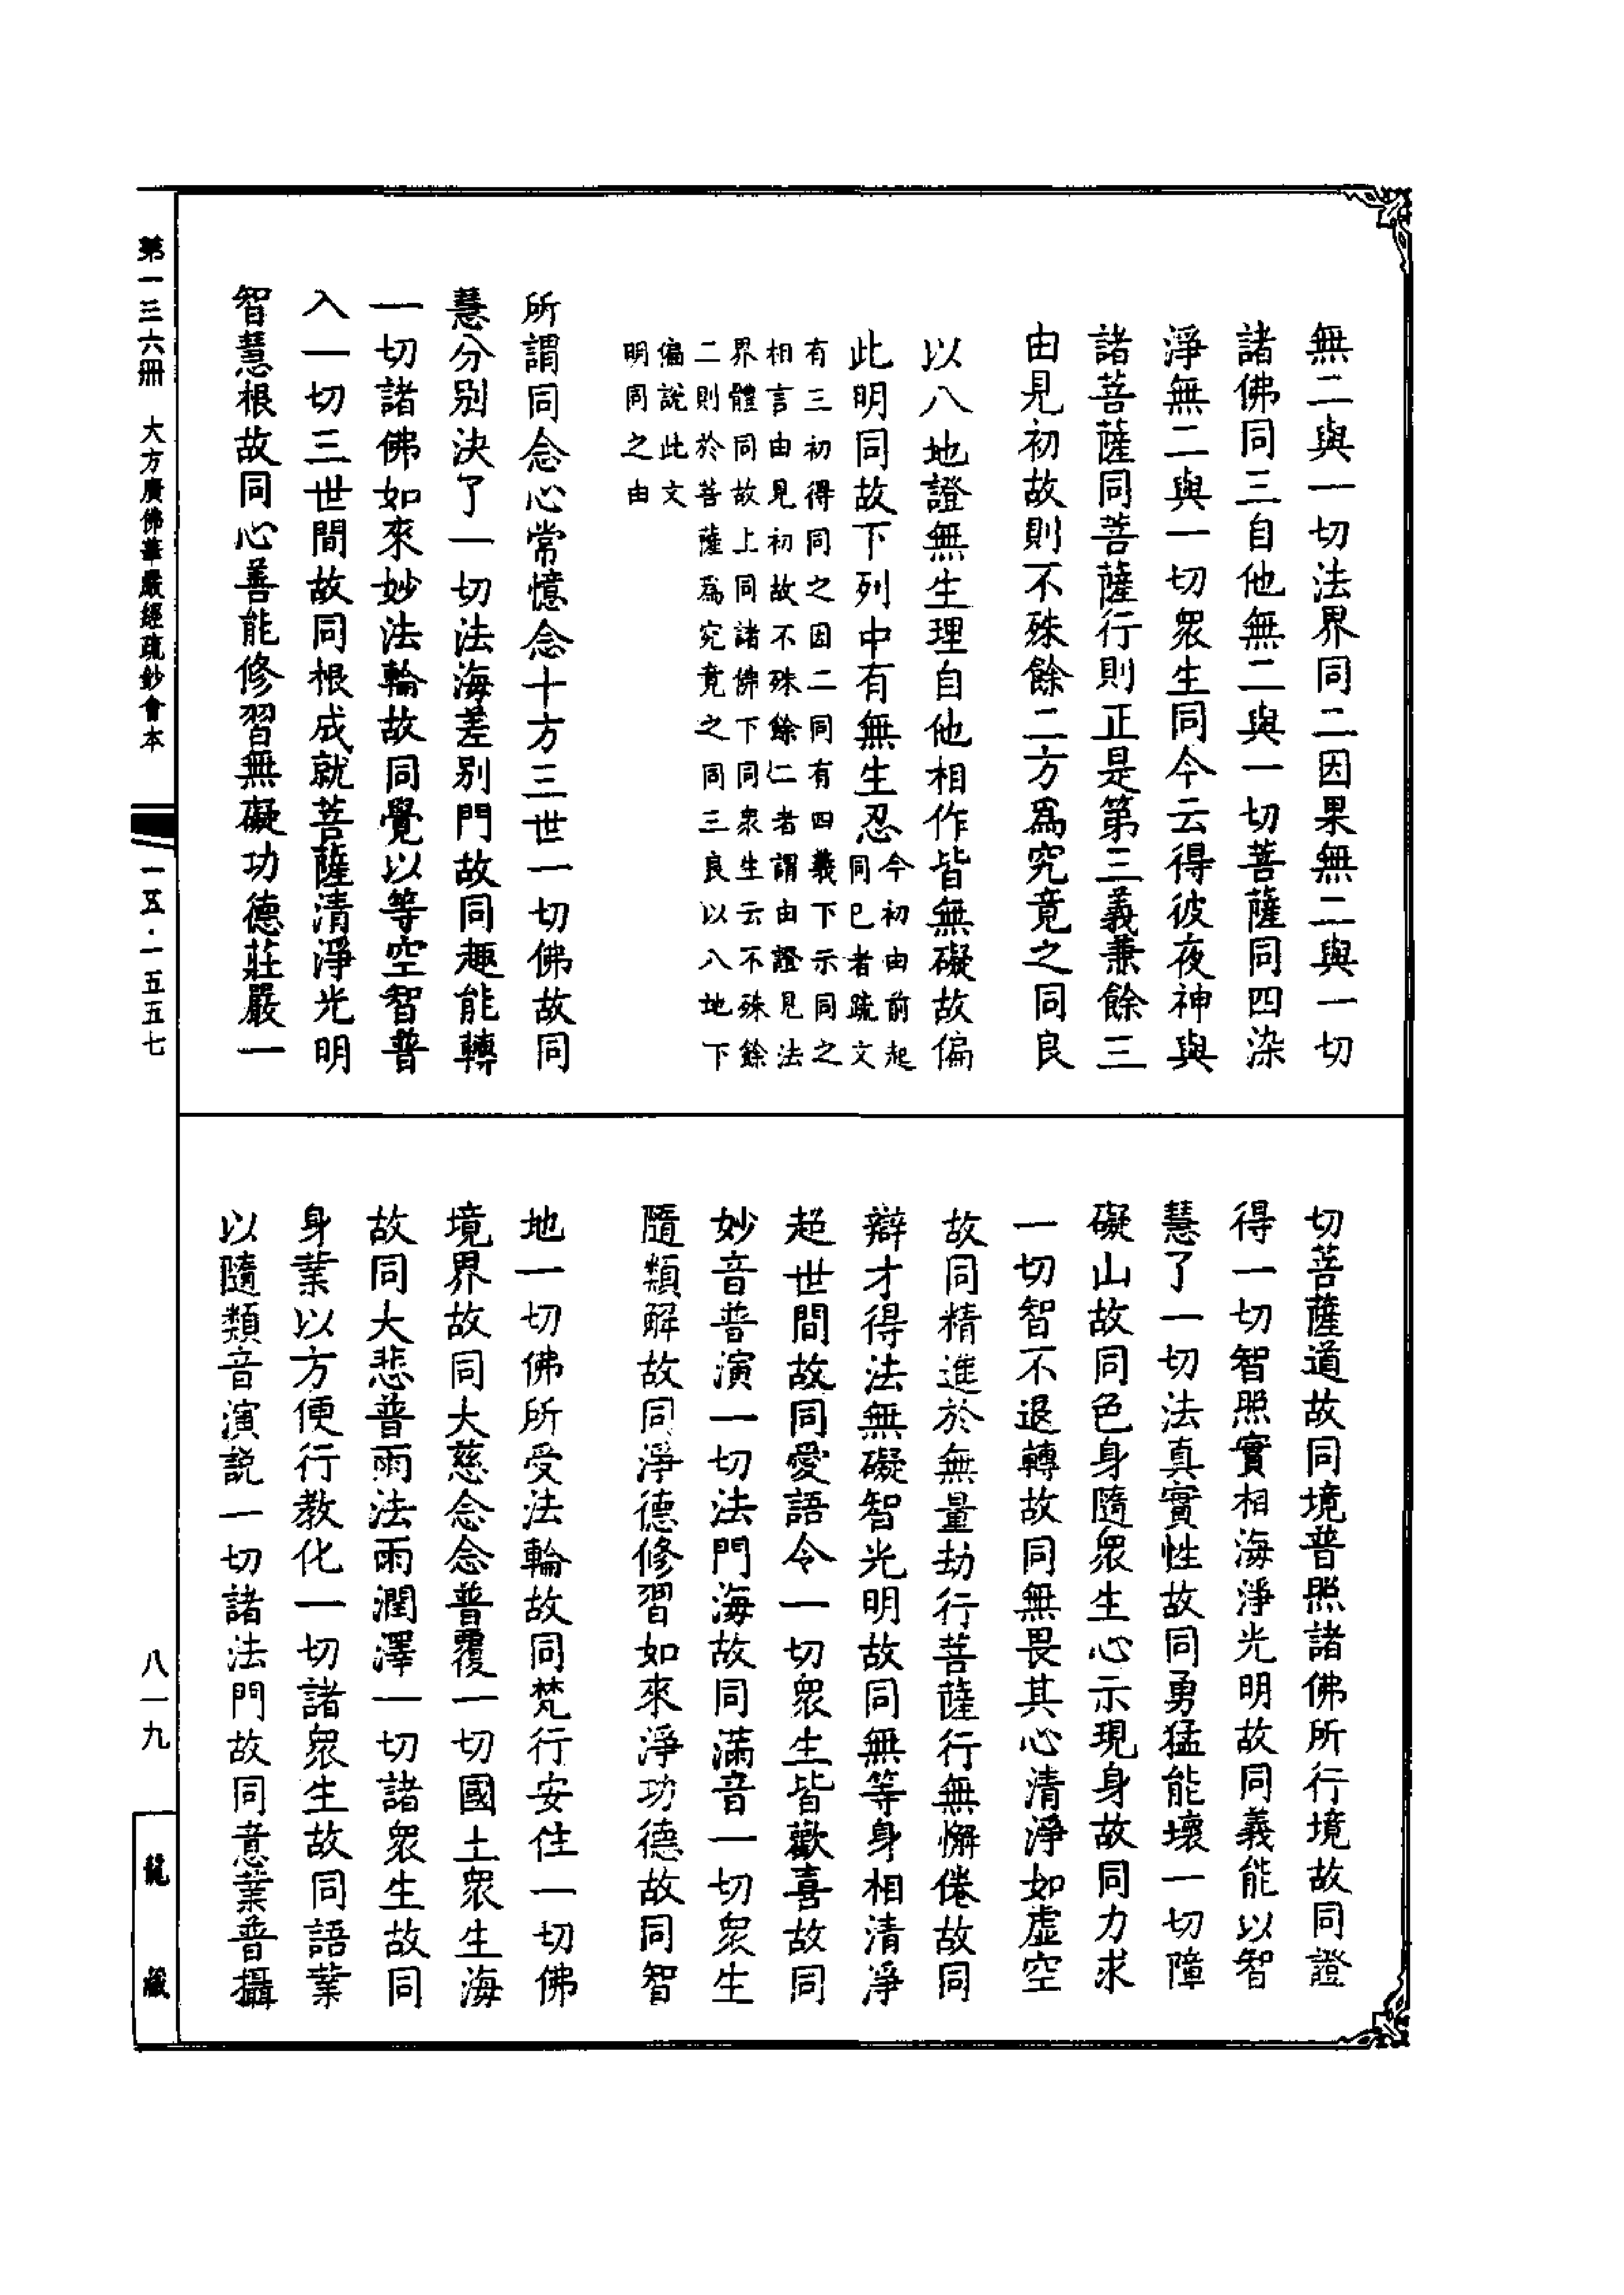 無二與一切法界同二因果無二與一切
諸佛同三自他無二與一切菩薩同四染
淨無二與一切衆生同今云得彼夜神與
諸菩薩同菩薩行則正是第三義兼餘三
由見初故則不殊餘二方爲究竟之同良
以八地證無生理自他相作皆無礙故偏
此明同故下列中有無生忍
今初由前起
同已者疏文
有三初得同之因二同有四義下示同之
相言由見初故不殊餘二者謂由證見法
界體同故上同諸佛下同衆生云不殊餘
二則於菩薩爲究竟之同三良以八地下
偏說此文
明同之由
所謂同念心常憶念十方三世一切佛故同
慧分別決了一切法海差別門故同趣能轉
一切諸佛如來妙法輪故同覺以等空智普
入一切三世間故同根成就菩薩清淨光明
智慧根故同心善能修習無礙功德莊嚴一
切菩薩道故同境普照諸佛所行境故同證
得一切智照實相海淨光明故同義能以智
慧了一切法真實性故同勇猛能壞一切障
礙山故同色身隨衆生心示現身故同力求
一切智不退轉故同無畏其心清淨如虛空
故同精進於無量劫行菩薩行無懈倦故同
辯才得法無礙智光明故同無等身相清淨
超世間故同愛語令一切衆生皆歡喜故同
妙音普演一切法門海故同滿音一切衆生
隨類解故同淨德修習如來淨功德故同智
地一切佛所受法輪故同梵行安住一切佛
境界故同大慈念念普覆一切國土衆生海
故同大悲普雨法雨潤澤一切諸衆生故同
身業以方便行教化一切諸衆生故同語業
以隨類音演說一切諸法門故同意業普攝
第一三六冊 大方廣佛華嚴經疏鈔會本
一五·一五五七
八一九
龍藏